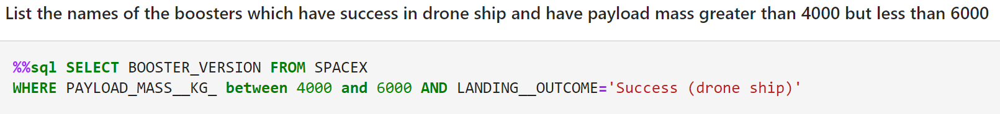 List the names of the boosters which have success in drone ship and have payload mass greater than 4000 but less than 6000
%%sql SELECT BOOSTER_VERSION FROM SPACEX
WHERE PAYLOAD_MASS__KG_ between 4000 and 6000 AND LANDING__OUTCOME='Success (drone ship)'